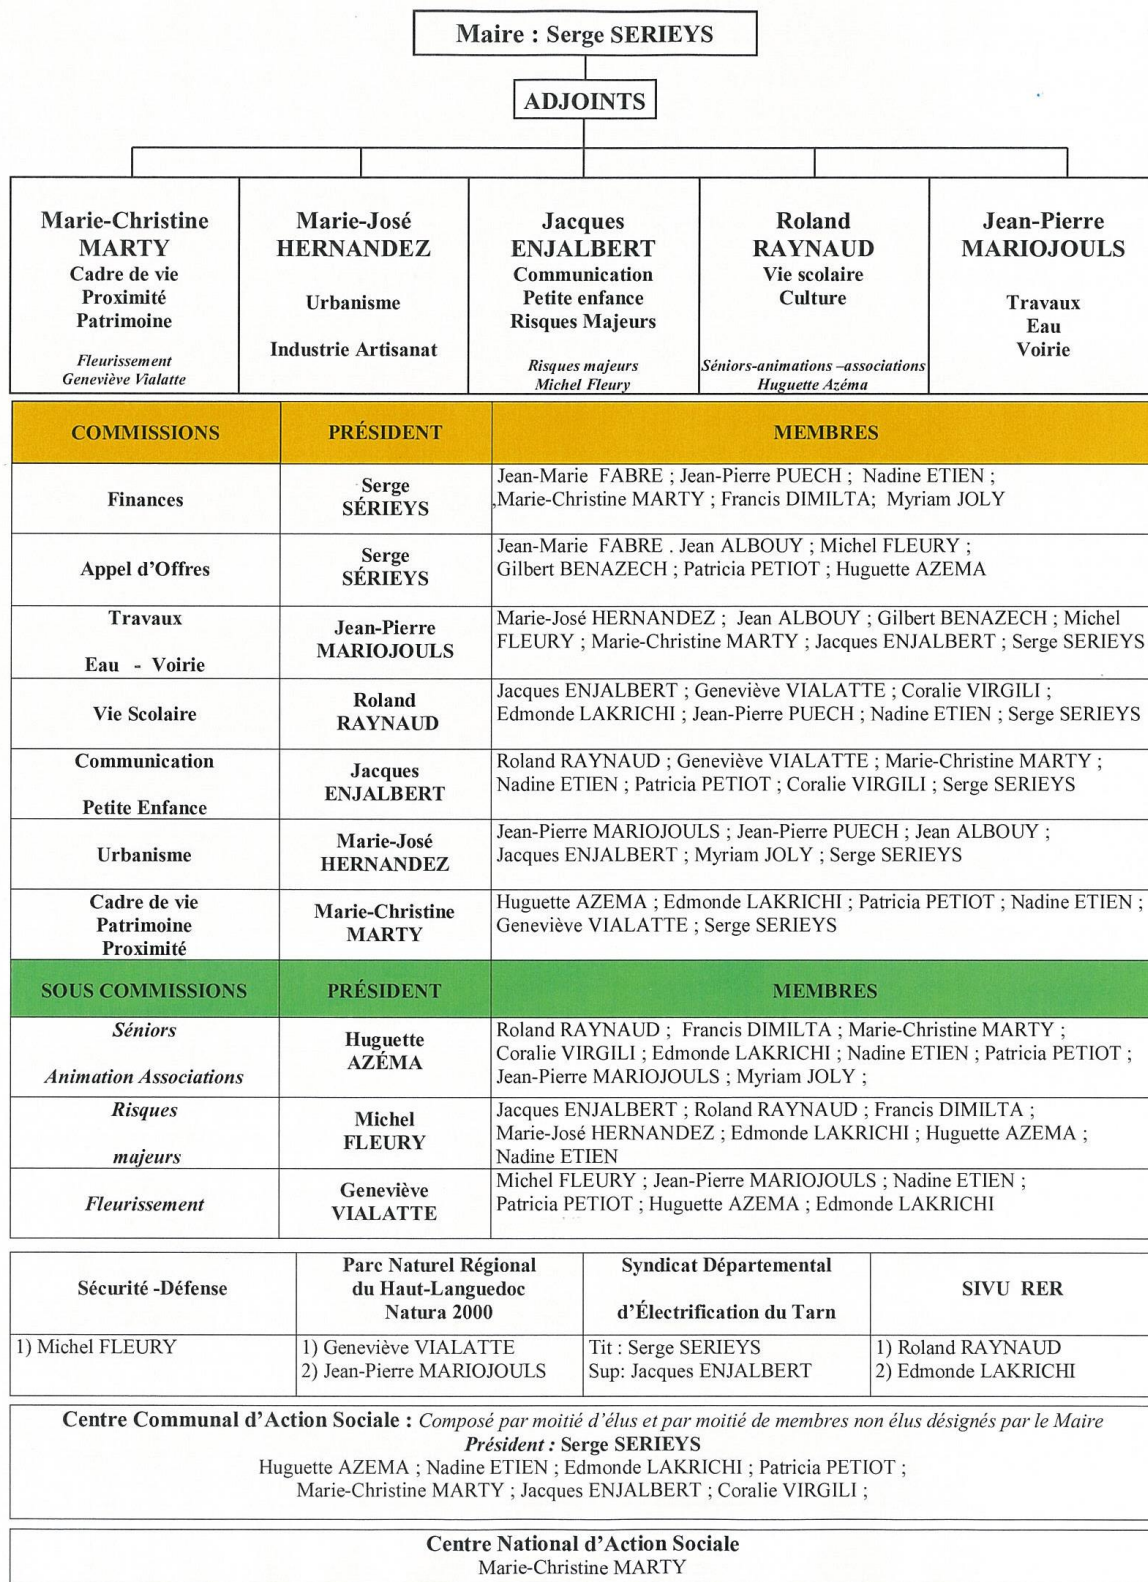 Maire : Serge SERIEYS
ADJOINTS
Marie-Christine
MARTY
Cadre de vie
Proximité
Patrimoine
Fleurissement
Geneviève Vialatte
Marie-José
HERNANDEZ
Urbanisme
Industrie Artisanat
Jacques
ENJALBERT
Communication
Petite enfance
Risques Majeurs
Risques majeurs
Michel Fleury
Roland
RAYNAUD
Vie scolaire
Culture
Séniors-animations –associations
Huguette Azéma
Jean-Pierre
MARIOJOULS
Travaux
Eau
Voirie
COMMISSIONS
PRÉSIDENT
MEMBRES
Finances
Serge
SÉRIEYS
Jean-Marie FABRE ; Jean-Pierre PUECH ; Nadine ETIEN ;
,Marie-Christine MARTY ; Francis DIMILTA; Myriam JOLY
Appel d'Offres
Serge
SÉRIEYS
Jean-Marie FABRE . Jean ALBOUY ; Michel FLEURY ;
Gilbert BENAZECH ; Patricia PETIOT ; Huguette AZEMA
Travaux
Eau - Voirie
Jean-Pierre
MARIOJOULS
Marie-José HERNANDEZ ; Jean ALBOUY ; Gilbert BENAZECH ; Michel
FLEURY ; Marie-Christine MARTY ; Jacques ENJALBERT ; Serge SERIEYS
Vie Scolaire
Roland
RAYNAUD
Jacques ENJALBERT ; Geneviève VIALATTE ; Coralie VIRGILI ;
Edmonde LAKRICHI ; Jean-Pierre PUECH ; Nadine ETIEN ; Serge SERIEYS
Communication
Petite Enfance
Jacques
ENJALBERT
Roland RAYNAUD ; Geneviève VIALATTE ; Marie-Christine MARTY ;
Nadine ETIEN ; Patricia PETIOT ; Coralie VIRGILI ; Serge SERIEYS
Urbanisme
Marie-José
HERNANDEZ
Jean-Pierre MARIOJOULS ; Jean-Pierre PUECH ; Jean ALBOUY ;
Jacques ENJALBERT ; Myriam JOLY ; Serge SERIEYS
Cadre de vie
Patrimoine
Proximité
Marie-Christine
MARTY
Huguette AZEMA ; Edmonde LAKRICHI ; Patricia PETIOT ; Nadine ETIEN ;
Geneviève VIALATTE ; Serge SERIEYS
SOUS COMMISSIONS
PRÉSIDENT
MEMBRES
Séniors
Animation Associations
Huguette
AZÉMA
Roland RAYNAUD ; Francis DIMILTA ; Marie-Christine MARTY ;
Coralie VIRGILI ; Edmonde LAKRICHI ; Nadine ETIEN ; Patricia PETIOT ;
Jean-Pierre MARIOJOULS ; Myriam JOLY ;
Risques
majeurs
Michel
FLEURY
Jacques ENJALBERT ; Roland RAYNAUD ; Francis DIMILTA ;
Marie-José HERNANDEZ ; Edmonde LAKRICHI ; Huguette AZEMA ;
Nadine ETIEN
Fleurissement
Geneviève
VIALATTE
Michel FLEURY ; Jean-Pierre MARIOJOULS ; Nadine ETIEN ;
Patricia PETIOT ; Huguette AZEMA ; Edmonde LAKRICHI
Sécurité -Défense
Parc Naturel Régional
du Haut-Languedoc
Natura 2000
Syndicat Départemental
d'Électrification du Tarn
SIVU RER
1) Michel FLEURY
1) Geneviève VIALATTE
2) Jean-Pierre MARIOJOULS
Tit : Serge SERIEYS
Sup: Jacques ENJALBERT
1) Roland RAYNAUD
2) Edmonde LAKRICHI
Centre Communal d'Action Sociale : Composé par moitié d'élus et par moitié de membres non élus désignés par le Maire
Président : Serge SERIEYS
Huguette AZEMA ; Nadine ETIEN ; Edmonde LAKRICHI ; Patricia PETIOT ;
Marie-Christine MARTY ; Jacques ENJALBERT ; Coralie VIRGILI ;
Centre National d'Action Sociale
Marie-Christine MARTY